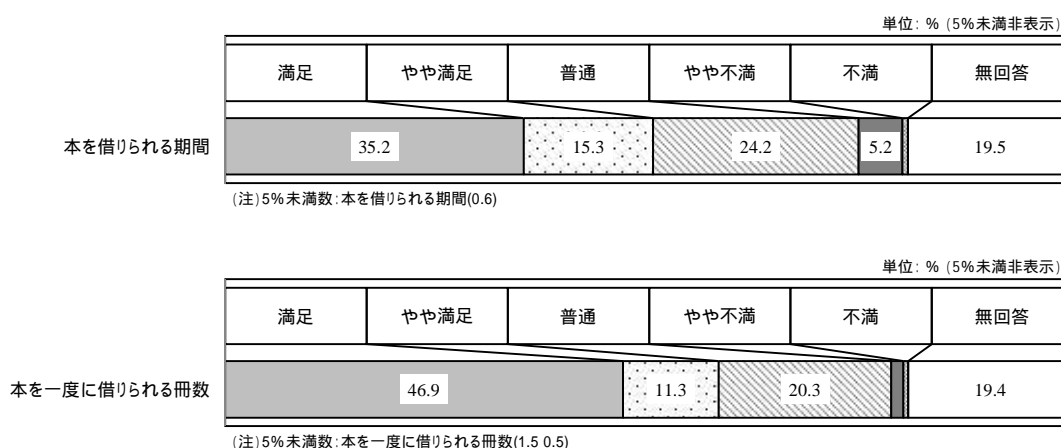 単位: % (5%未満非表示)
満足 やや満足 普通 やや不満 不満 無回答
本を借りられる期間 35.2 15.3 24.2 5.2 19.5
(注)5%未満数:本を借りられる期間(0.6)
単位: % (5%未満非表示)
満足 やや満足 普通 やや不満 不満 無回答
本を一度に借りられる冊数 46.9 11.3 20.3 19.4
(注)5%未満数:本を一度に借りられる冊数(1.5 0.5)